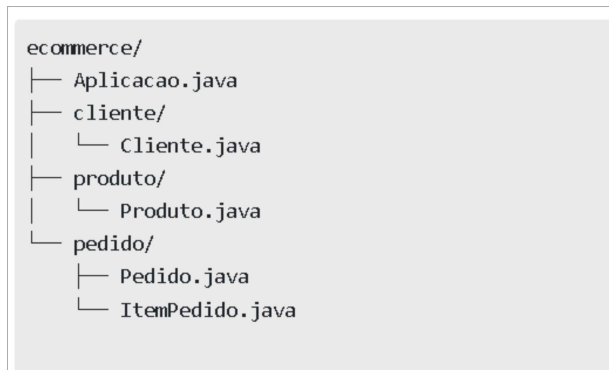 ecommerce/
├── Aplicacao.java
├── cliente/
│   └── Cliente.java
├── produto/
│   └── Produto.java
└── pedido/
    ├── Pedido.java
    └── ItemPedido.java